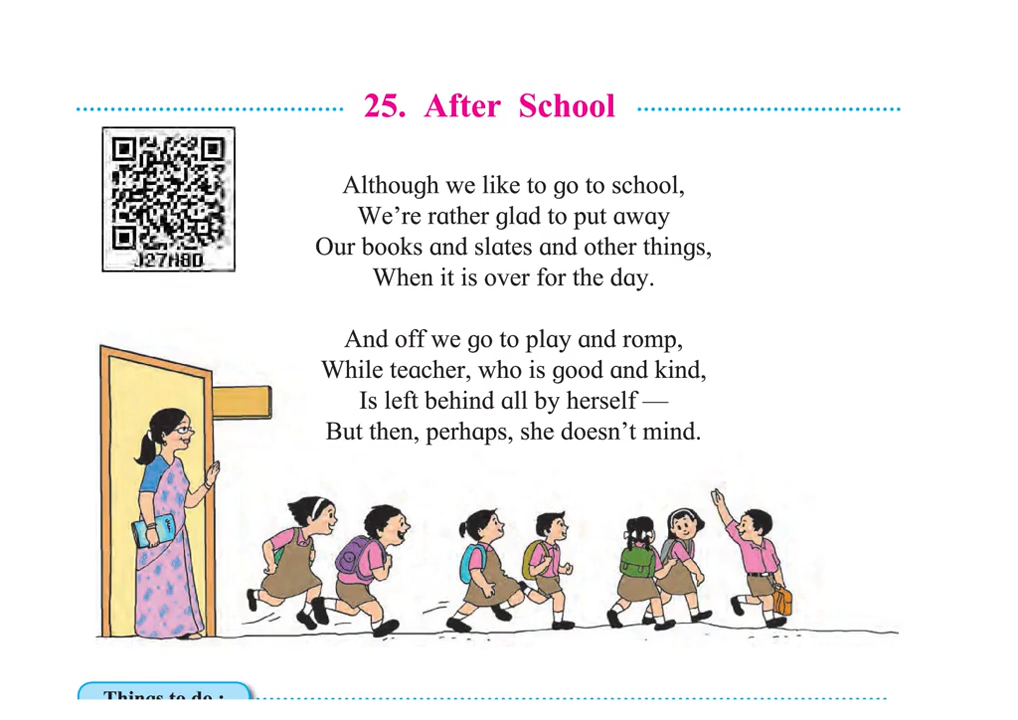 25. After School
J27H8D
Although we like to go to school,
We're rather glad to put away
Our books and slates and other things,
When it is over for the day.
And off we go to play and romp,
While teacher, who is good and kind,
Is left behind all by herself —
But then, perhaps, she doesn't mind.
Things to do :